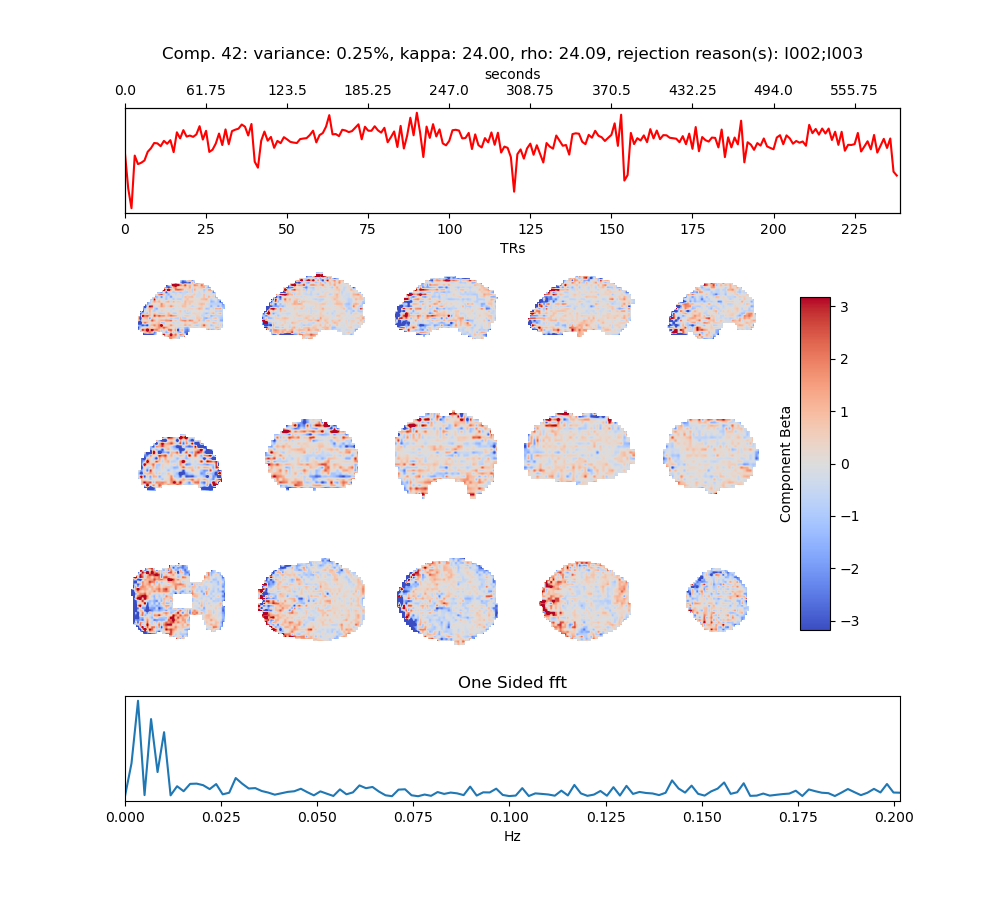 Comp. 42: variance: 0.25%, kappa: 24.00, rho: 24.09, rejection reason(s): I002;I003
seconds
0.0 61.75 123.5 185.25 247.0 308.75 370.5 432.25 494.0 555.75
0 25 50 75 100 125 150 175 200 225
TRs
3
2
1
0
−1
−2
−3
Component Beta
One Sided fft
0.000 0.025 0.050 0.075 0.100 0.125 0.150 0.175 0.200
Hz